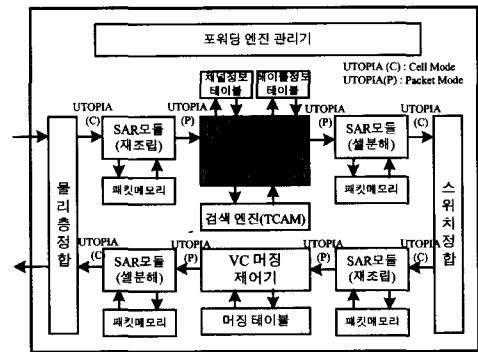 포워딩 엔진 관리기
UTOPIA (C) : Cell Mode
UTOPIA(P) : Packet Mode
채널정보
테이블
레이블정보
테이블
UTOPIA
(C)
UTOPIA
(P)
UTOPIA
(P)
UTOPIA
(C)
SAR모듈
(재조립)
SAR모듈
(셀분해)
패킷메모리
패킷메모리
검색 엔진(TCAM)
물리층정합
스위치정합
UTOPIA
(C)
UTOPIA
(P)
UTOPIA
(P)
UTOPIA
(C)
SAR모듈
(셀분해)
VC 머징
제어기
SAR모듈
(재조립)
패킷메모리
머징 테이블
패킷메모리